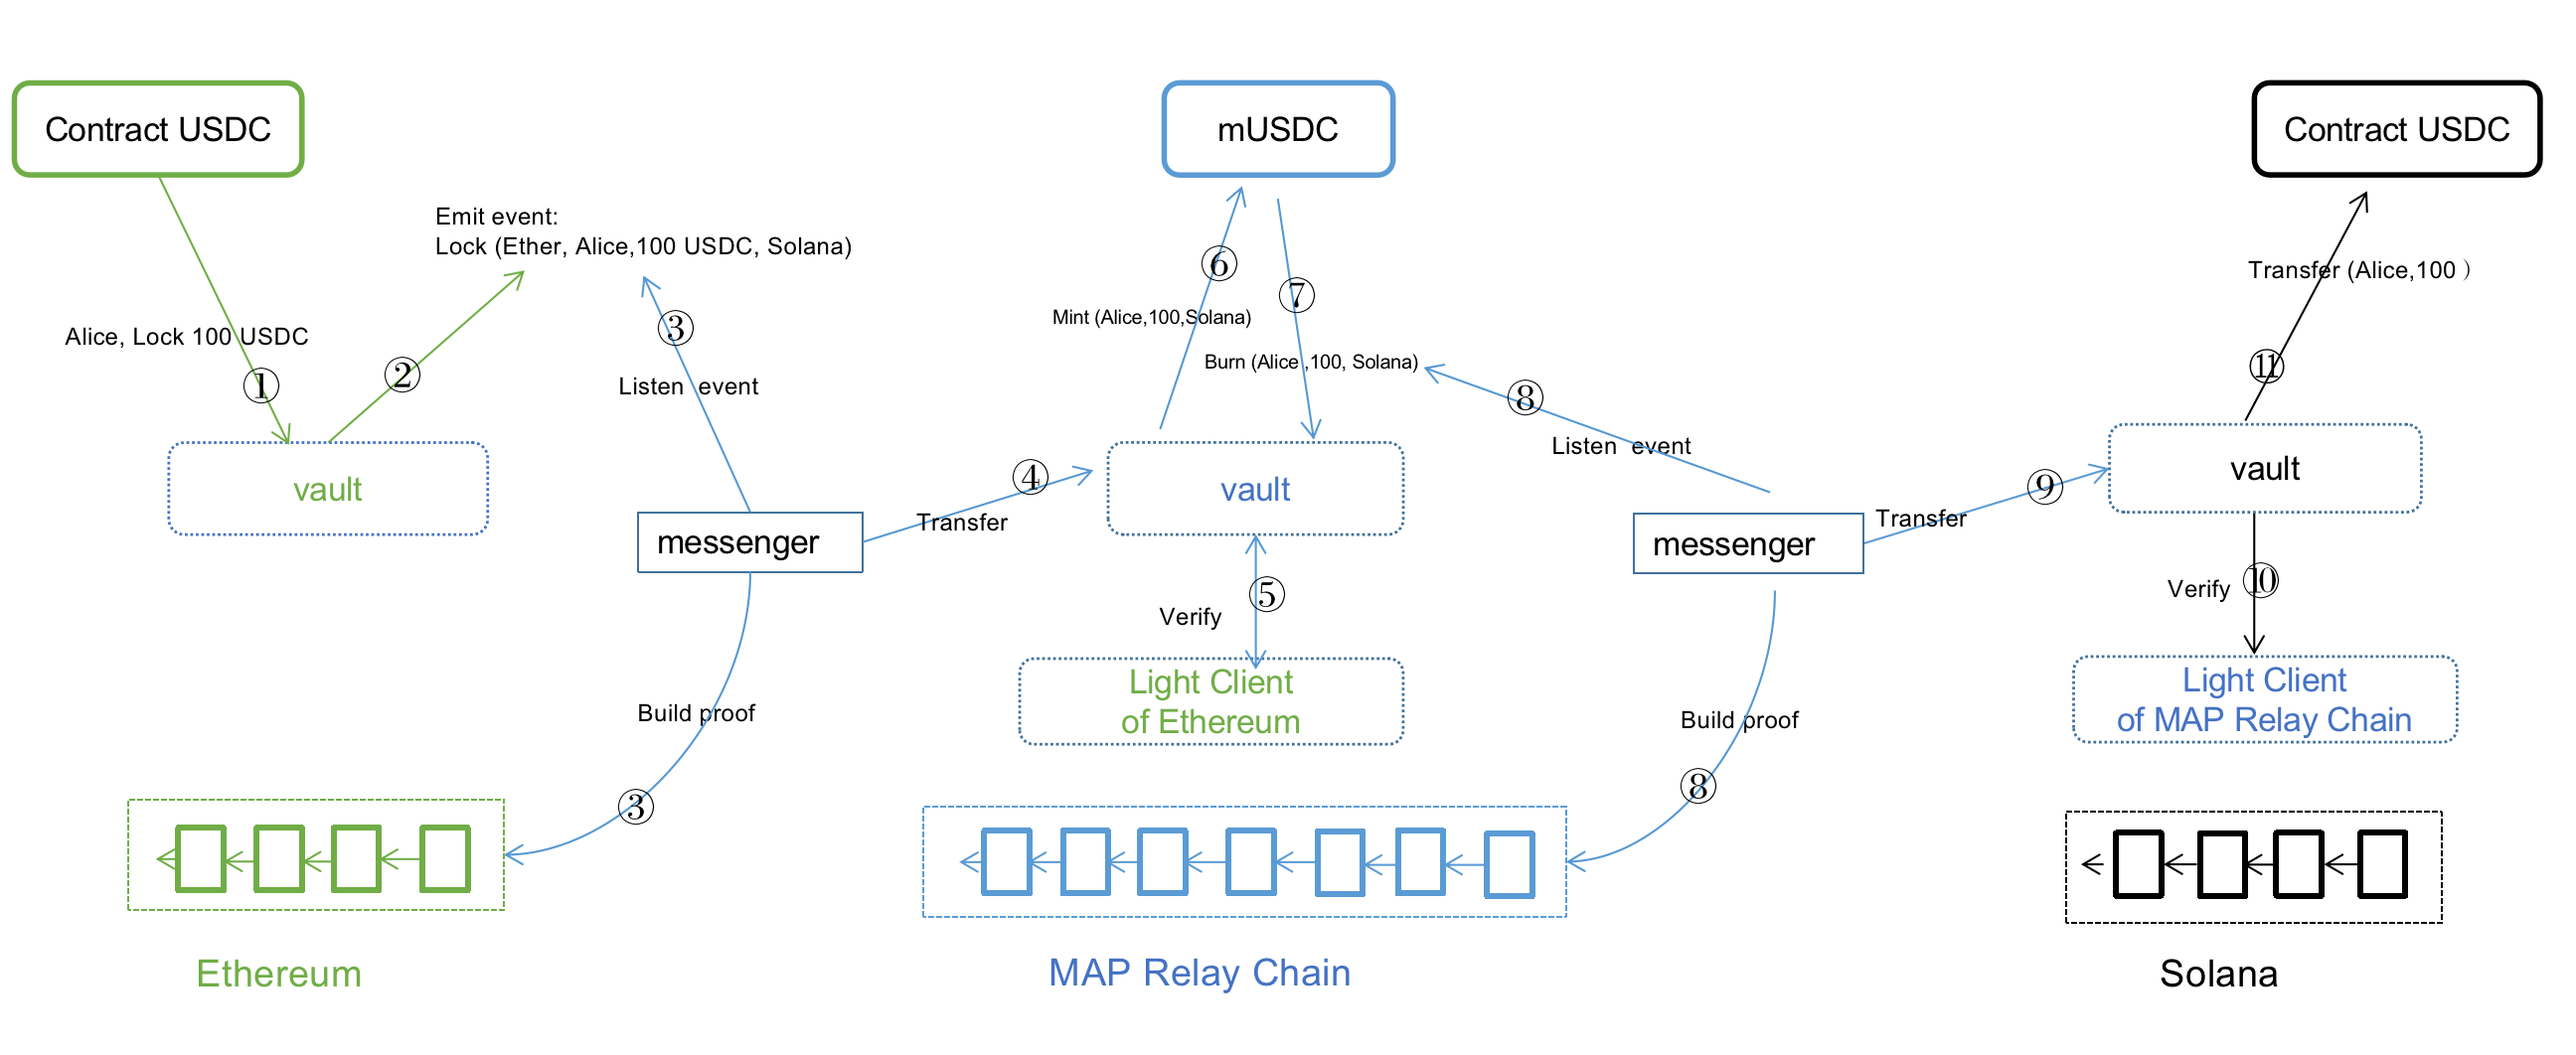 Contract USDC
mUSDC
Contract USDC
Emit event:
Lock (Ether, Alice,100 USDC, Solana)
Alice, Lock 100 USDC
①
②
③
Listen event
vault
messenger
④
Transfer
Build proof
③
⑥
Mint (Alice,100,Solana)
⑦
Burn (Alice ,100, Solana)
vault
⑤
Verify
Light Client
of Ethereum
⑧
Listen event
messenger
⑨
Transfer
Build proof
⑧
Transfer (Alice,100 ）
⑪
vault
Verify
⑩
Light Client
of MAP Relay Chain
Ethereum
MAP Relay Chain
Solana